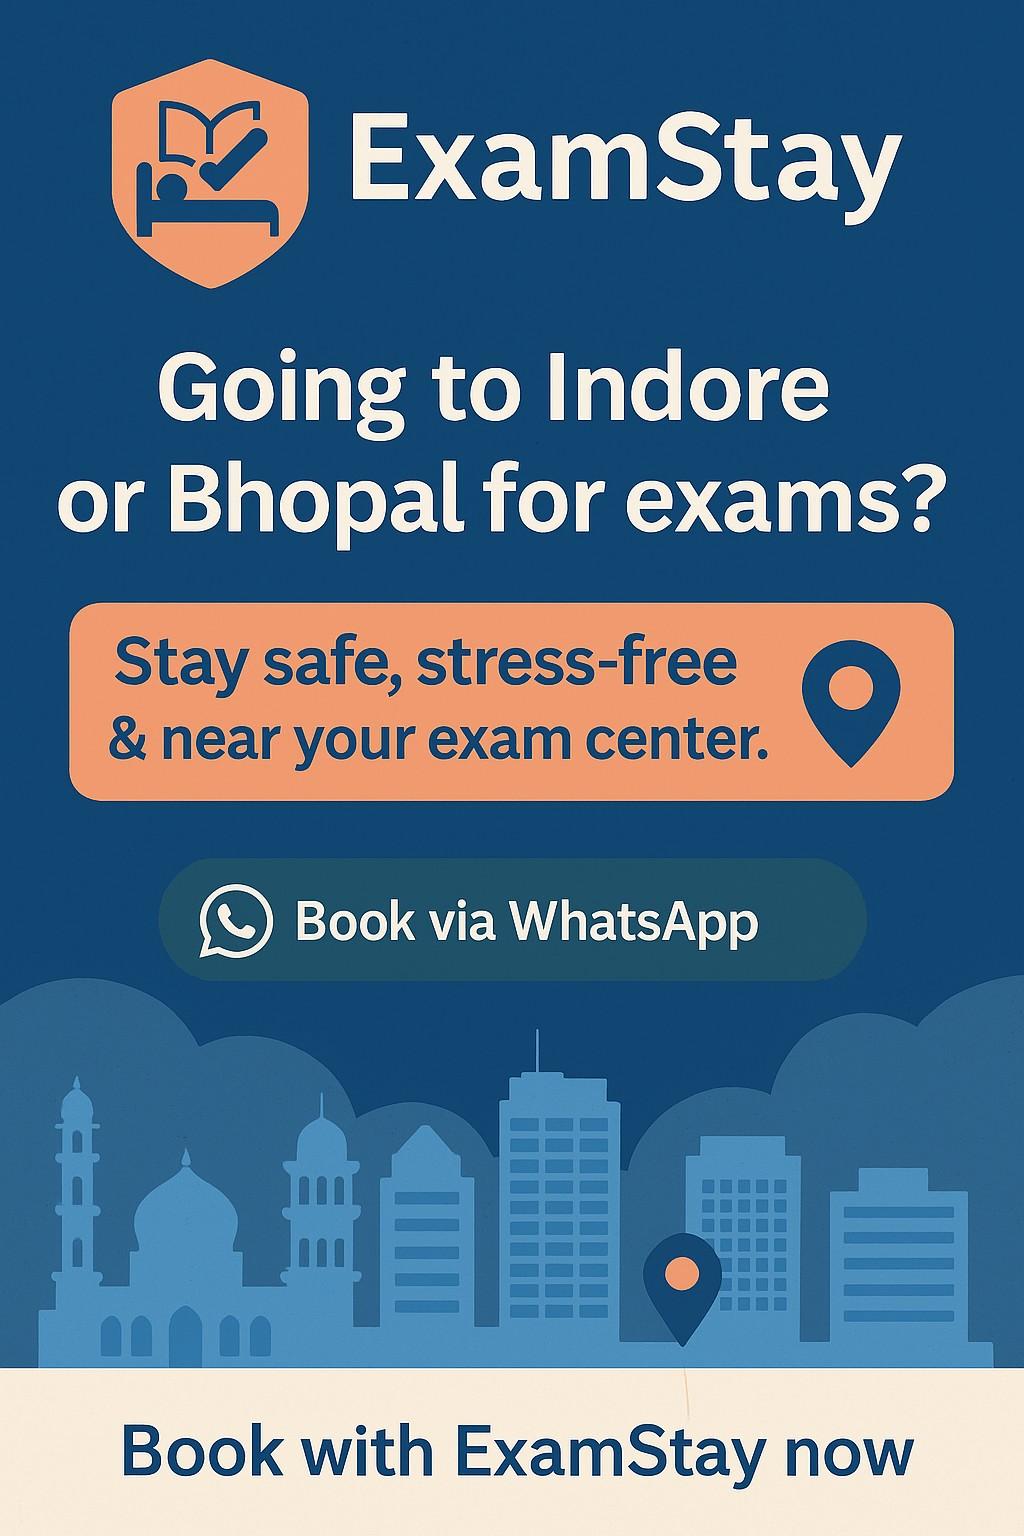 ExamStay
Going to Indore
or Bhopal for exams?
Stay safe, stress-free
& near your exam center.
Book via WhatsApp
Book with ExamStay now